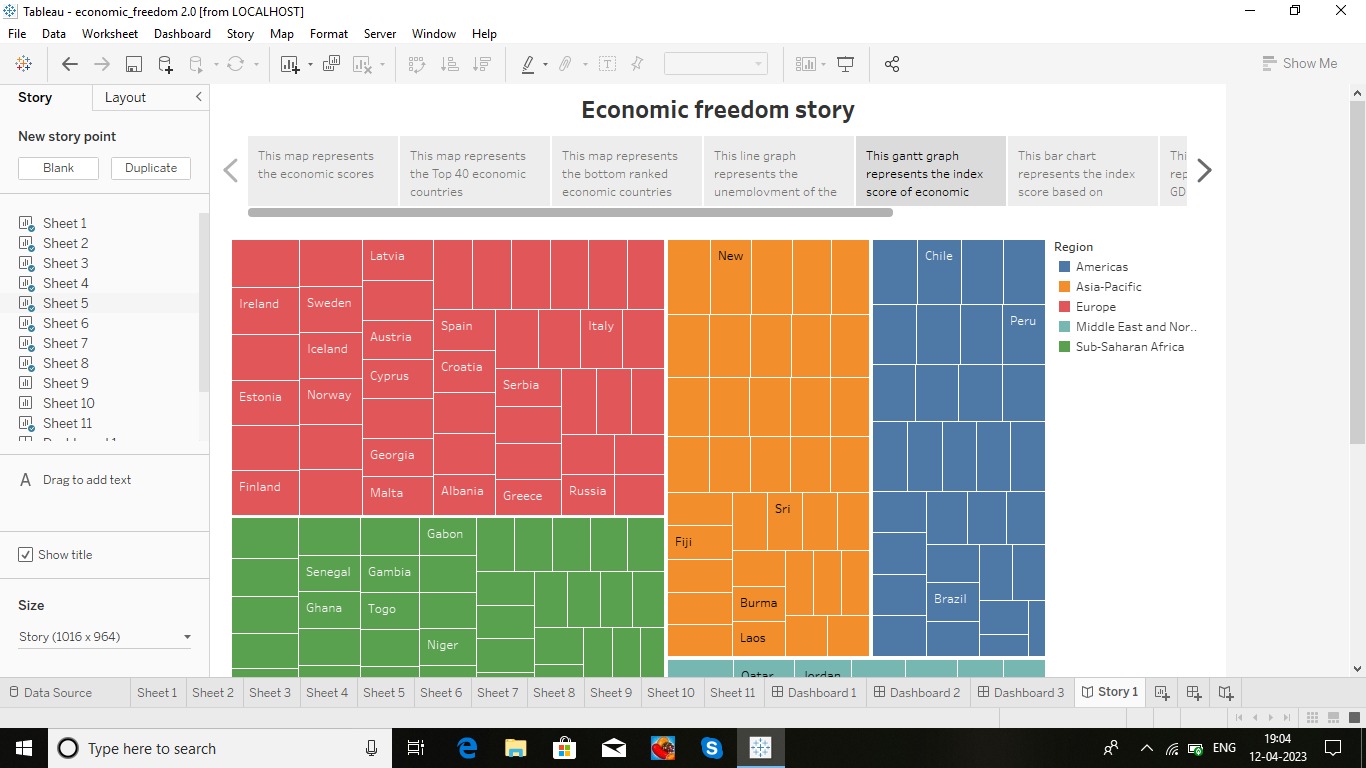 Tableau - economic_freedom 2.0 [from LOCALHOST]
File Data Worksheet Dashboard Story Map Format Server Window Help
Show Me
Story Layout
New story point
Blank Duplicate
Sheet 1
Sheet 2
Sheet 3
Sheet 4
Sheet 5
Sheet 6
Sheet 7
Sheet 8
Sheet 9
Sheet 10
Sheet 11
A Drag to add text
Show title
Size
Story (1016 x 964)
Economic freedom story
This map represents
the economic scores
This map represents
the Top 40 economic
countries
This map represents
the bottom ranked
economic countries
This line graph
represents the
unemployment of the
This gantt graph
represents the index
score of economic
This bar chart
represents the index
score based on
Thi
rep
GD
Latvia
Ireland
Sweden
Austria
Spain
Italy
Iceland
Croatia
Cyprus
Serbia
Estonia
Norway
Georgia
Finland
Malta
Albania
Greece
Russia
New
Chile
Peru
Sri
Fiji
Burma
Laos
Brazil
Gabon
Senegal
Gambia
Ghana
Togo
Niger
Qatar
Jordan
Region
Americas
Asia-Pacific
Europe
Middle East and Nor..
Sub-Saharan Africa
Data Source Sheet 1 Sheet 2 Sheet 3 Sheet 4 Sheet 5 Sheet 6 Sheet 7 Sheet 8 Sheet 9 Sheet 10 Sheet 11 Dashboard 1 Dashboard 2 Dashboard 3 Story 1
Type here to search
ENG
19:04
12-04-2023